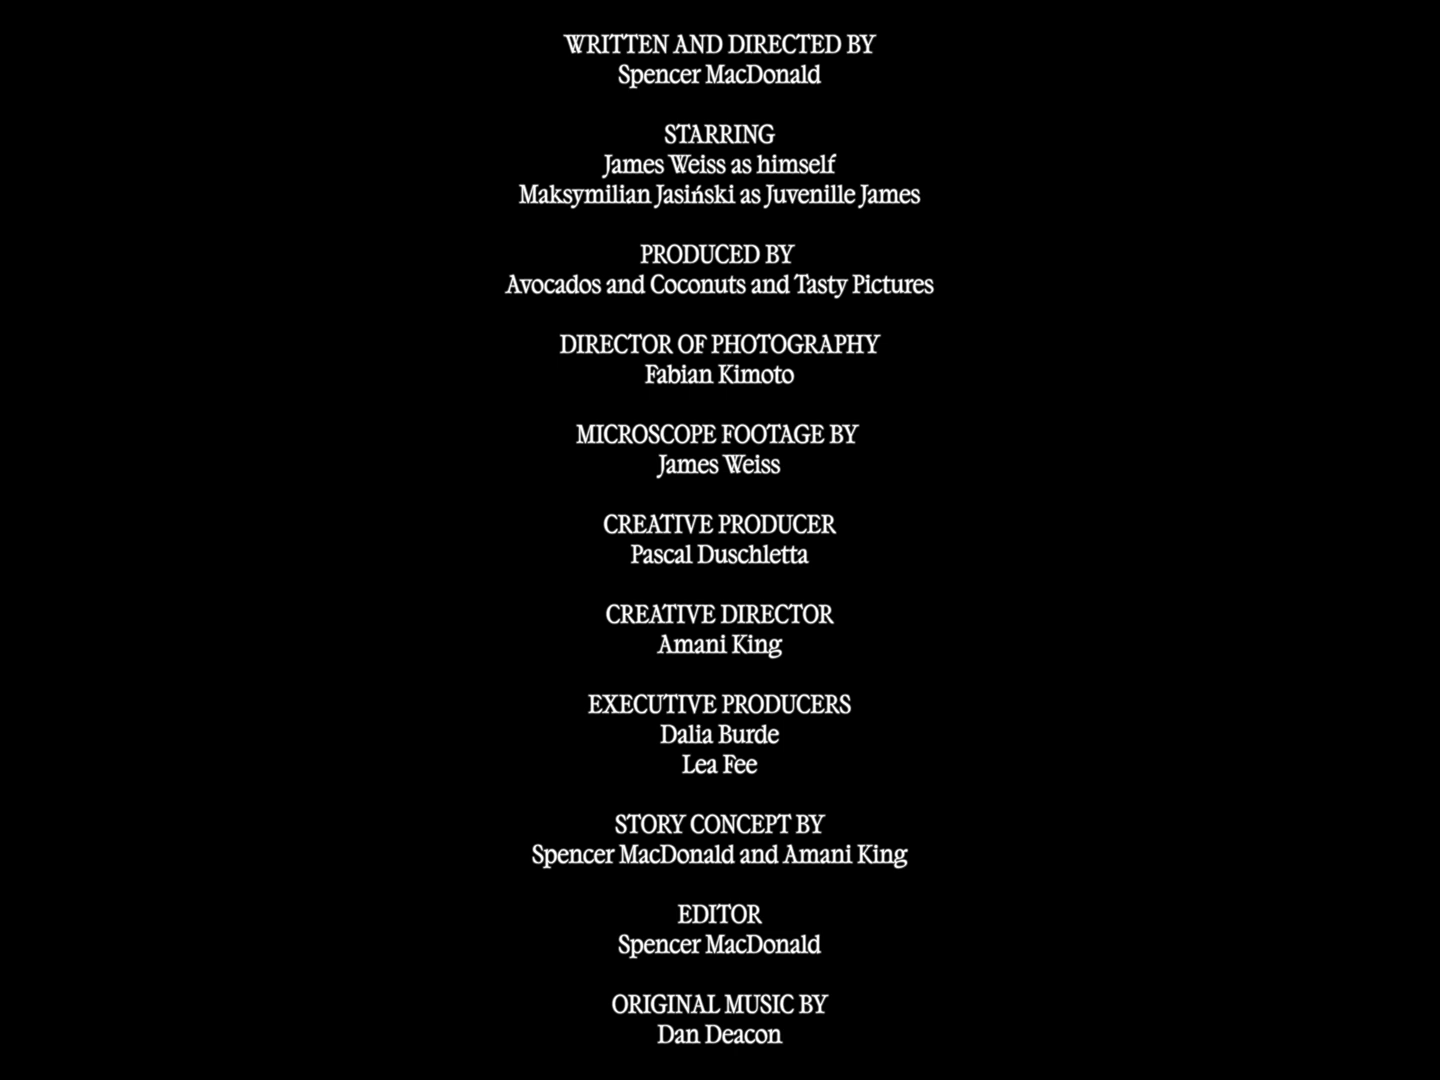 WRITTEN AND DIRECTED BY
Spencer MacDonald
STARRING
James Weiss as himself
Maksymilian Jasiński as Juvenille James
PRODUCED BY
Avocados and Coconuts and Tasty Pictures
DIRECTOR OF PHOTOGRAPHY
Fabian Kimoto
MICROSCOPE FOOTAGE BY
James Weiss
CREATIVE PRODUCER
Pascal Duschletta
CREATIVE DIRECTOR
Amani King
EXECUTIVE PRODUCERS
Dalia Burde
Lea Fee
STORY CONCEPT BY
Spencer MacDonald and Amani King
EDITOR
Spencer MacDonald
ORIGINAL MUSIC BY
Dan Deacon